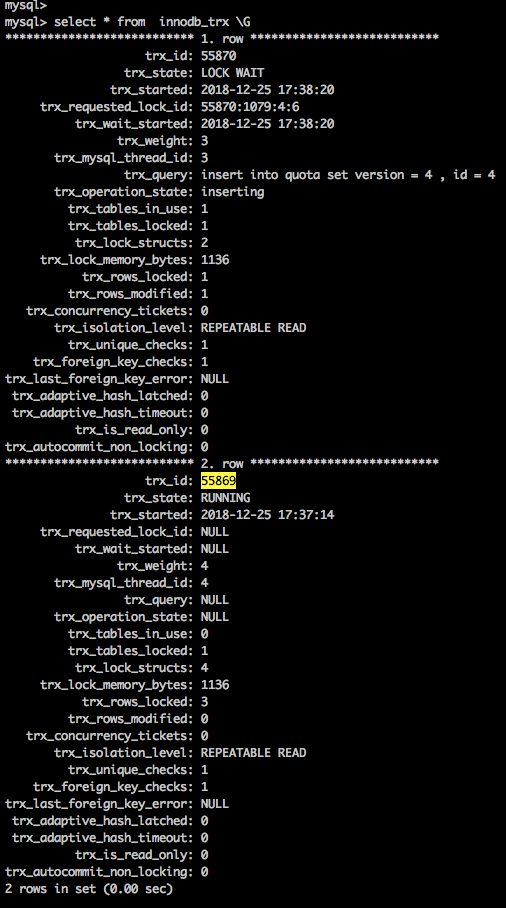 mysql>
mysql> select * from  innodb_trx \G
*************************** 1. row ***************************
                    trx_id: 55870
                 trx_state: LOCK WAIT
               trx_started: 2018-12-25 17:38:20
     trx_requested_lock_id: 55870:1079:4:6
          trx_wait_started: 2018-12-25 17:38:20
                trx_weight: 3
       trx_mysql_thread_id: 3
                 trx_query: insert into quota set version = 4 , id = 4
       trx_operation_state: inserting
         trx_tables_in_use: 1
         trx_tables_locked: 1
          trx_lock_structs: 2
     trx_lock_memory_bytes: 1136
           trx_rows_locked: 1
         trx_rows_modified: 1
   trx_concurrency_tickets: 0
       trx_isolation_level: REPEATABLE READ
         trx_unique_checks: 1
    trx_foreign_key_checks: 1
trx_last_foreign_key_error: NULL
 trx_adaptive_hash_latched: 0
 trx_adaptive_hash_timeout: 0
          trx_is_read_only: 0
trx_autocommit_non_locking: 0
*************************** 2. row ***************************
                    trx_id: 55869
                 trx_state: RUNNING
               trx_started: 2018-12-25 17:37:14
     trx_requested_lock_id: NULL
          trx_wait_started: NULL
                trx_weight: 4
       trx_mysql_thread_id: 4
                 trx_query: NULL
       trx_operation_state: NULL
         trx_tables_in_use: 0
         trx_tables_locked: 1
          trx_lock_structs: 4
     trx_lock_memory_bytes: 1136
           trx_rows_locked: 3
         trx_rows_modified: 0
   trx_concurrency_tickets: 0
       trx_isolation_level: REPEATABLE READ
         trx_unique_checks: 1
    trx_foreign_key_checks: 1
trx_last_foreign_key_error: NULL
 trx_adaptive_hash_latched: 0
 trx_adaptive_hash_timeout: 0
          trx_is_read_only: 0
trx_autocommit_non_locking: 0
2 rows in set (0.00 sec)